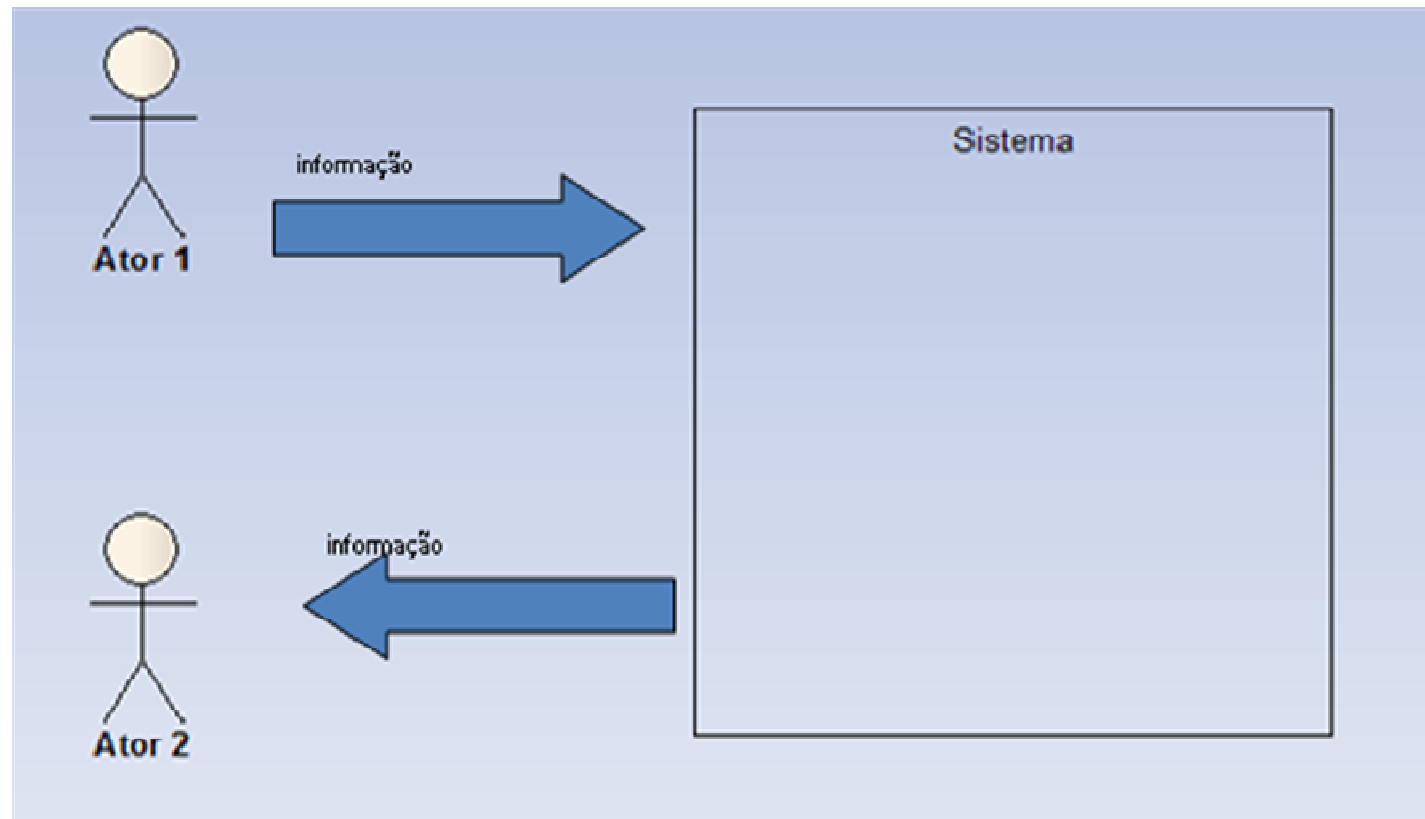 informação
Ator 1
Sistema
informação
Ator 2